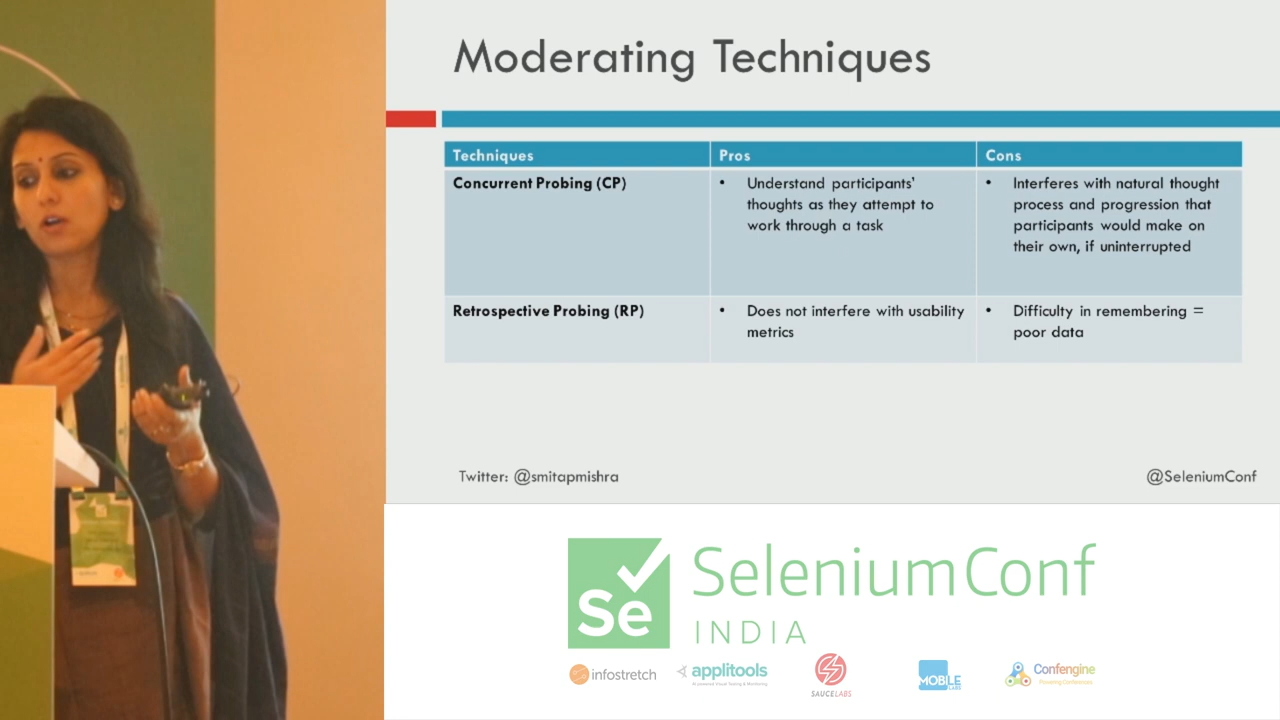 Moderating Techniques
Techniques
Pros
Cons
Concurrent Probing (CP)
• Understand participants'
thoughts as they attempt to
work through a task
• Interferes with natural thought
process and progression that
participants would make on
their own, if uninterrupted
Retrospective Probing (RP)
• Does not interfere with usability
metrics
• Difficulty in remembering =
poor data
Twitter: @smitapmishra
@SeleniumConf
Se
SeleniumConf
INDIA
infostretch
applitools
SAUCELABS
MOBILE
LABS
Confengine